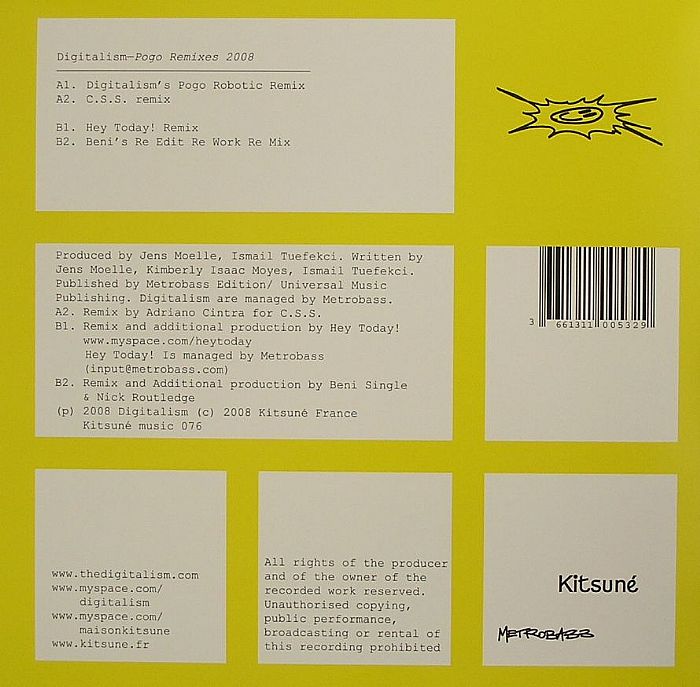 Digitalism—Pogo Remixes 2008
A1. Digitalism's Pogo Robotic Remix
A2. C.S.S. remix
B1. Hey Today! Remix
B2. Beni's Re Edit Re Work Re Mix
Produced by Jens Moelle, Ismail Tuefekci. Written by
Jens Moelle, Kimberly Isaac Moyes, Ismail Tuefekci.
Published by Metrobass Edition/ Universal Music
Publishing. Digitalism are managed by Metrobass.
A2. Remix by Adriano Cintra for C.S.S.
B1. Remix and additional production by Hey Today!
www.myspace.com/heytoday
Hey Today! Is managed by Metrobass
(input@metrobass.com)
B2. Remix and Additional production by Beni Single
& Nick Routledge
(p) 2008 Digitalism (c) 2008 Kitsuné France
Kitsuné music 076
3 661311 005329
www.thedigitalism.com
www.myspace.com/
digitalism
www.myspace.com/
maisonkitsune
www.kitsune.fr
All rights of the producer
and of the owner of the
recorded work reserved.
Unauthorised copying,
public performance,
broadcasting or rental of
this recording prohibited
Kitsuné
METROBASS